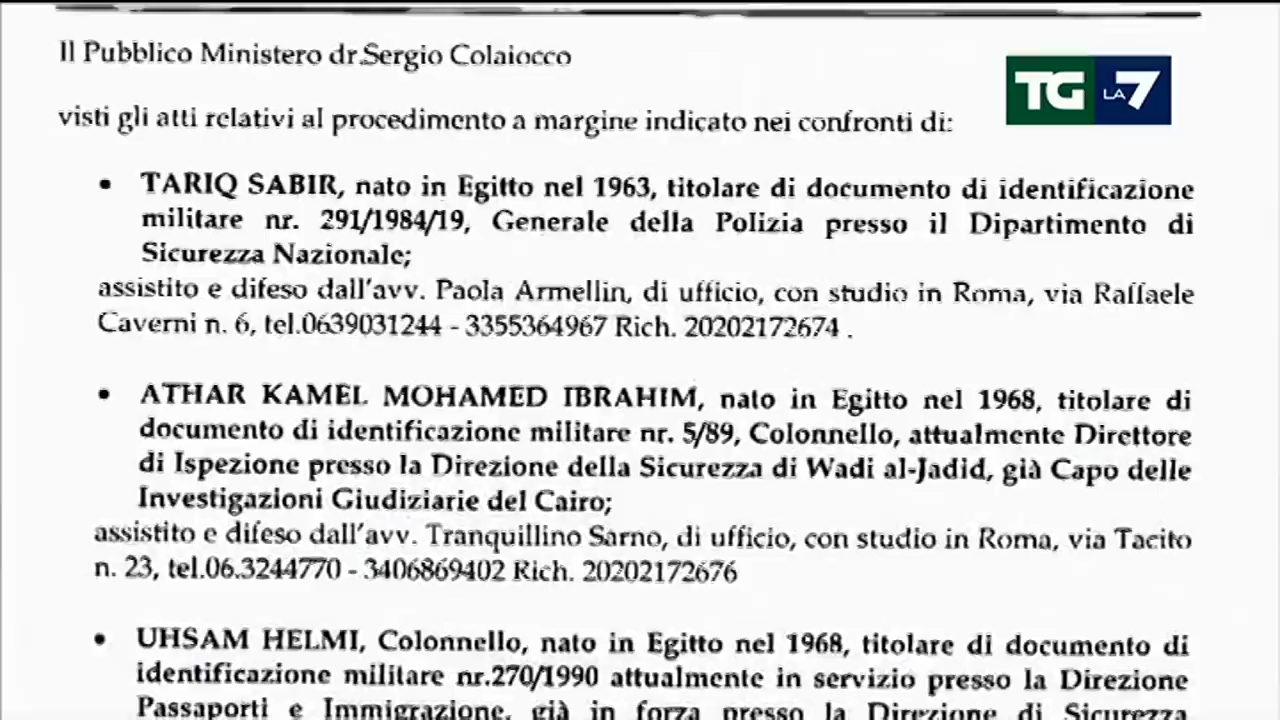 Il Pubblico Ministero dr.Sergio Colaiocco
TG LA7
visti gli atti relativi al procedimento a margine indicato nei confronti di:
• TARIQ SABIR, nato in Egitto nel 1963, titolare di documento di identificazione
militare nr. 291/1984/19, Generale della Polizia presso il Dipartimento di
Sicurezza Nazionale;
assistito e difeso dall'avv. Paola Armellin, di ufficio, con studio in Roma, via Raffaele
Caverni n. 6, tel.0639031244 - 3355364967 Rich. 20202172674 .
• ATHAR KAMEL MOHAMED IBRAHIM, nato in Egitto nel 1968, titolare di
documento di identificazione militare nr. 5/89, Colonnello, attualmente Direttore
di Ispezione presso la Direzione della Sicurezza di Wadi al-Jadid, già Capo delle
Investigazioni Giudiziarie del Cairo;
assistito e difeso dall'avv. Tranquillino Sarno, di ufficio, con studio in Roma, via Tacito
n. 23, tel.06.3244770 - 3406869402 Rich. 20202172676
• UHSAM HELMI, Colonnello, nato in Egitto nel 1968, titolare di documento di
identificazione militare nr.270/1990 attualmente in servizio presso la Direzione
Passaporti e Immigrazione, già in forza presso la Direzione di Sicurezza